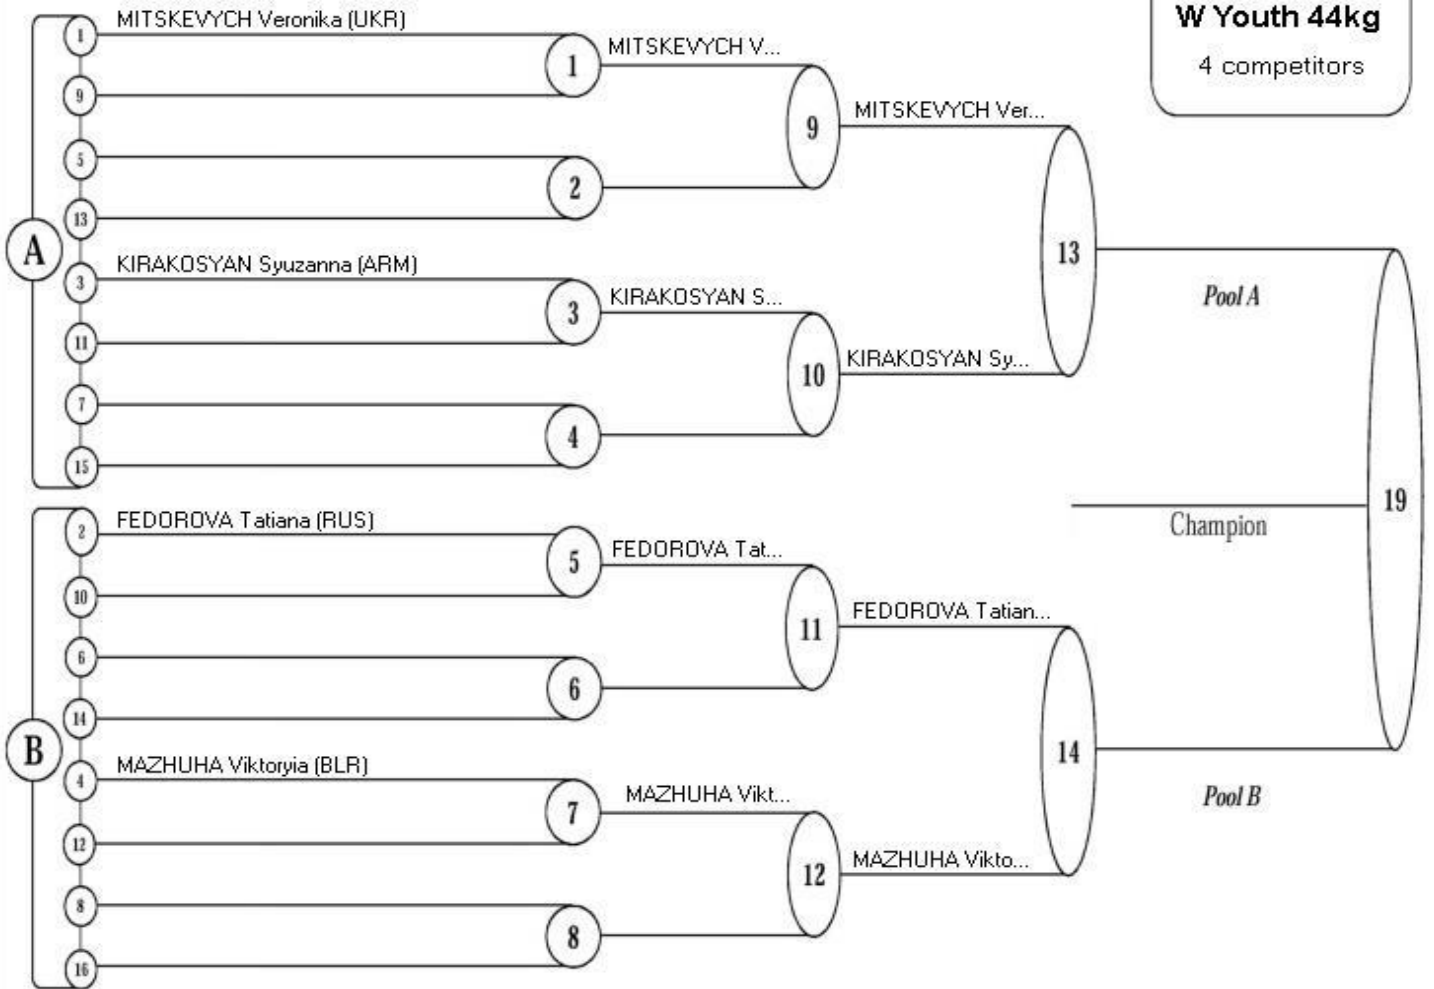 W Youth 44kg
4 competitors
A
1
MITSKEVYCH Veronika (UKR)
9
5
13
3
KIRAKOSYAN Syuzanna (ARM)
11
7
15
B
2
FEDOROVA Tatiana (RUS)
10
6
14
4
MAZHUHA Viktoryia (BLR)
12
8
16
1
2
3
4
5
6
7
8
MITSKEVYCH V...
KIRAKOSYAN S...
FEDOROVA Tat...
MAZHUHA Vikt...
9
10
11
12
MITSKEVYCH Ver...
KIRAKOSYAN Sy...
FEDOROVA Tatian...
MAZHUHA Vikto...
13
14
Pool A
Champion
Pool B
19